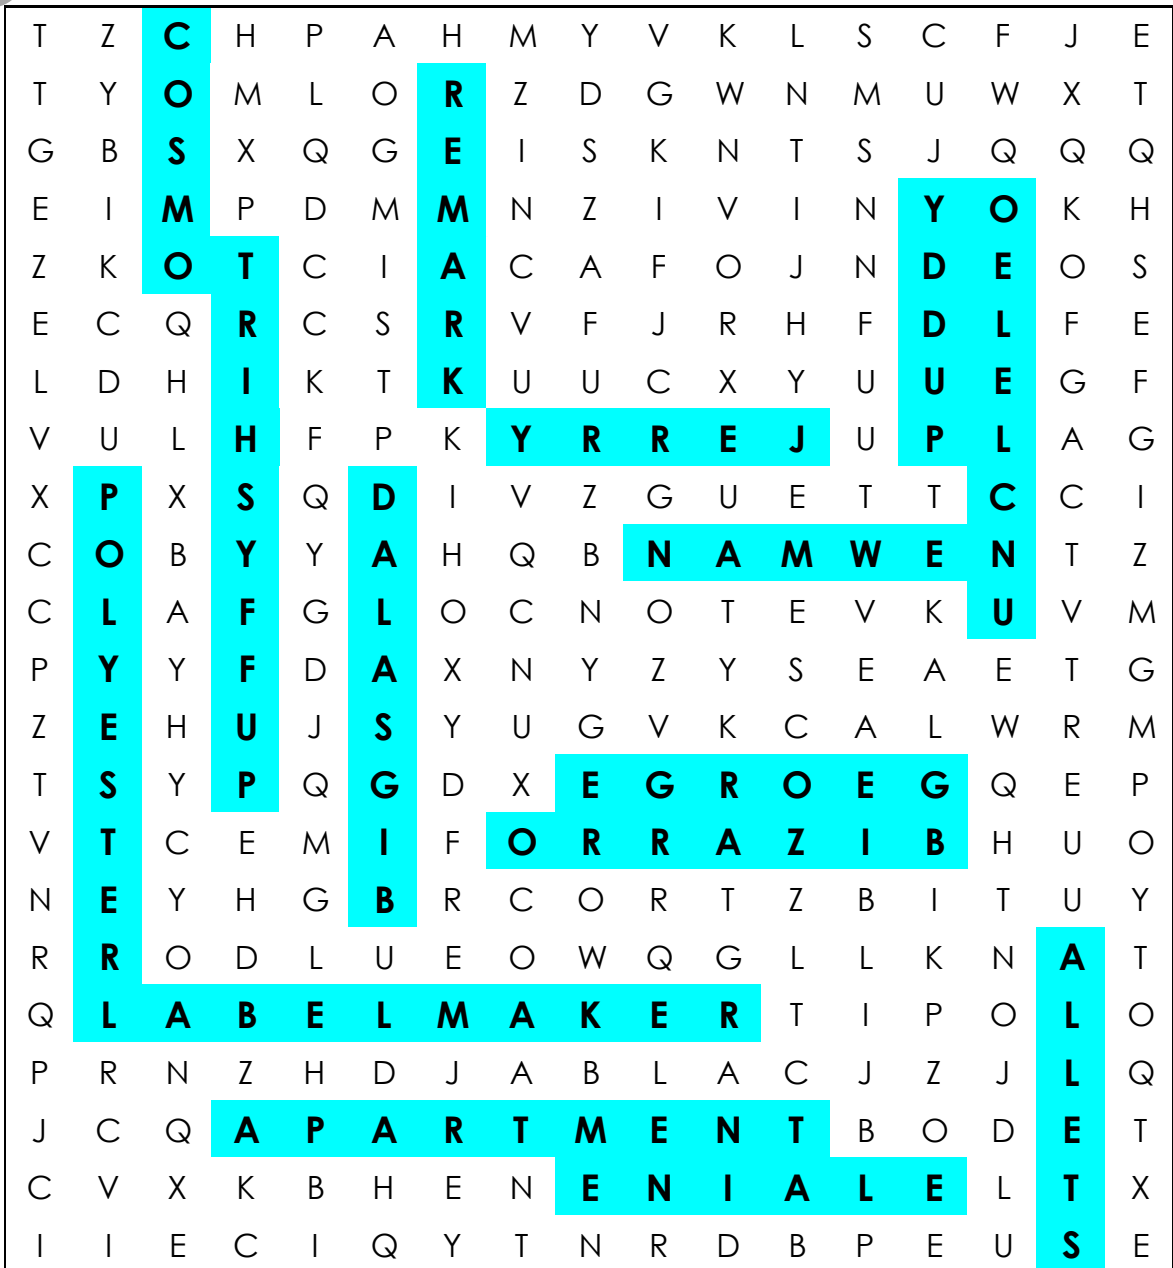 T Z C H P A H M Y V K L S C F J E
T Y O M L O R Z D G W N M U W X T
G B S X Q G E I S K N T S J Q Q Q
E I M P D M M N Z I V I N Y O K H
Z K O T C I A C A F O J N D E O S
E C Q R C S R V F J R H F D L F E
L D H I K T K U U C X Y U U E G F
V U L H F P K Y R R E J U P L A G
X P X S Q D I V Z G U E T T C C I
C O B Y Y A H Q B N A M W E N T Z
C L A F G L O C N O T E V K U V M
P Y Y F D A X N Y Z Y S E A E T G
Z E H U J S Y U G V K C A L W R M
T S Y P Q G D X E G R O E G Q E P
V T C E M I F O R R A Z I B H U O
N E Y H G B R C O R T Z B I T U Y
R R O D L U E O W Q G L L K N A T
Q L A B E L M A K E R T I P O L O
P R N Z H D J A B L A C J Z J L Q
J C Q A P A R T M E N T B O D E T
C V X K B H E N E N I A L E L T X
I I E C I Q Y T N R D B P E U S E